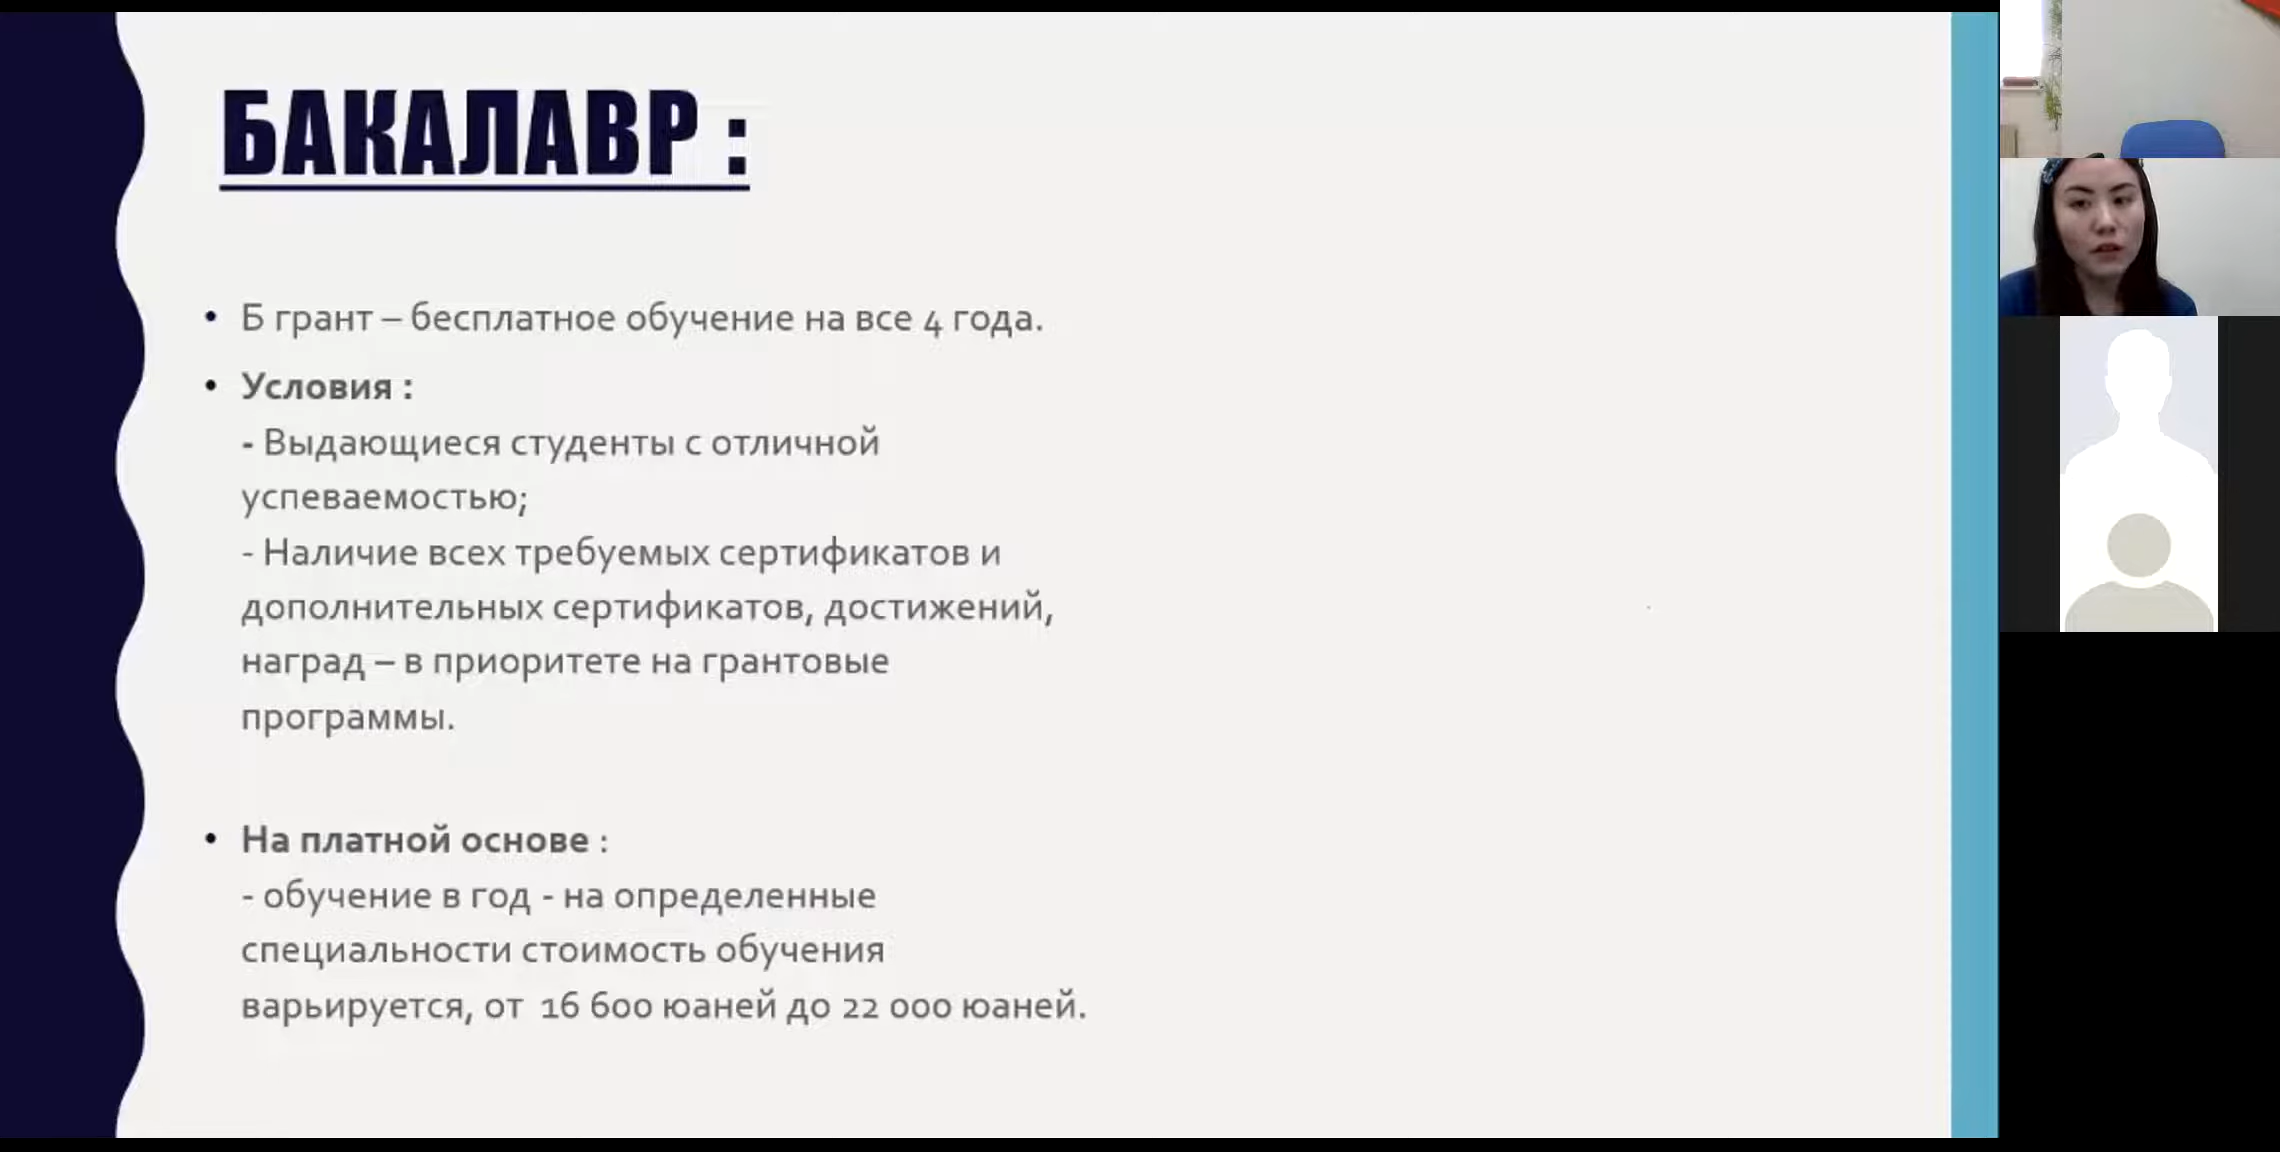 БАКАЛАВР :
• Б грант – бесплатное обучение на все 4 года.
• Условия :
- Выдающиеся студенты с отличной
успеваемостью;
- Наличие всех требуемых сертификатов и
дополнительных сертификатов, достижений,
наград – в приоритете на грантовые
программы.
• На платной основе :
- обучение в год - на определенные
специальности стоимость обучения
варьируется, от 16 600 юаней до 22 000 юаней.